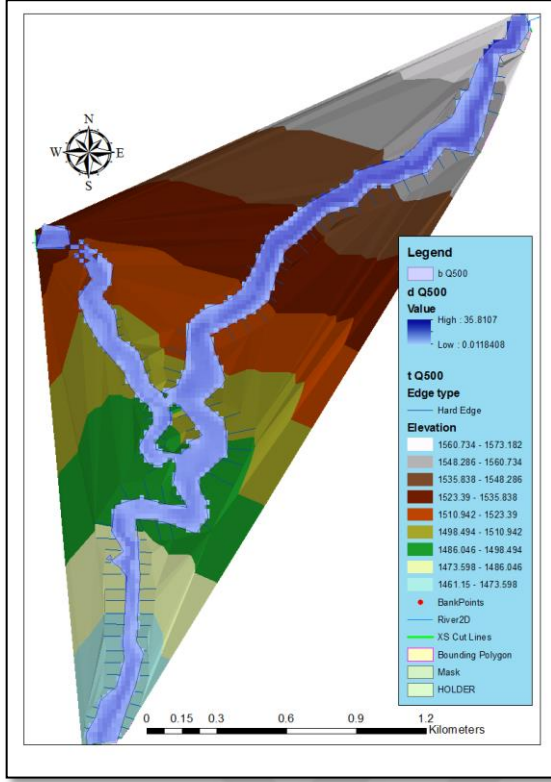 N
W E
S
Legend
b Q500
d Q500
Value
High : 35.8107
Low : 0.0118408
t Q500
Edge type
Hard Edge
Elevation
1560.734 - 1573.182
1548.286 - 1560.734
1535.838 - 1548.286
1523.39 - 1535.838
1510.942 - 1523.39
1498.494 - 1510.942
1486.046 - 1498.494
1473.598 - 1486.046
1461.15 - 1473.598
BankPoints
River2D
XS Cut Lines
Bounding Polygon
Mask
HOLDER
0 0.15 0.3 0.6 0.9 1.2
Kilometers